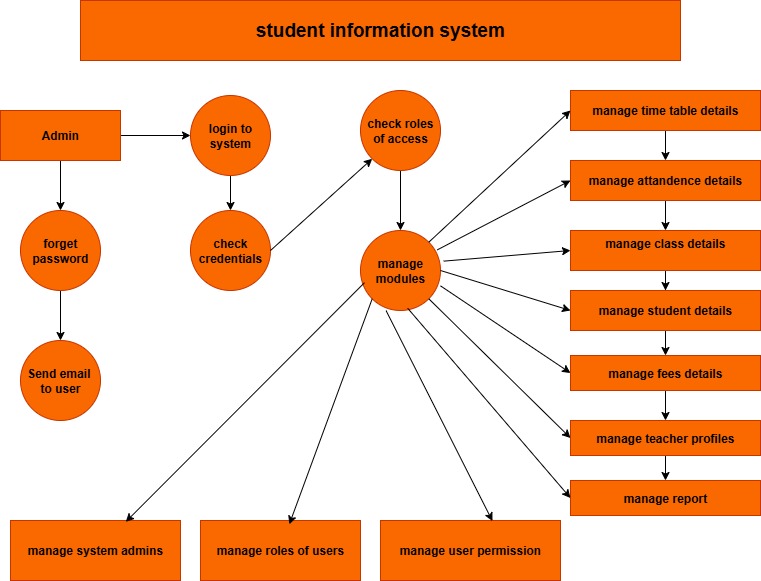 student information system
Admin
login to
system
check roles
of access
manage time table details
manage attandence details
forget
password
check
credentials
manage
modules
manage class details
manage student details
Send email
to user
manage fees details
manage teacher profiles
manage report
manage system admins
manage roles of users
manage user permission